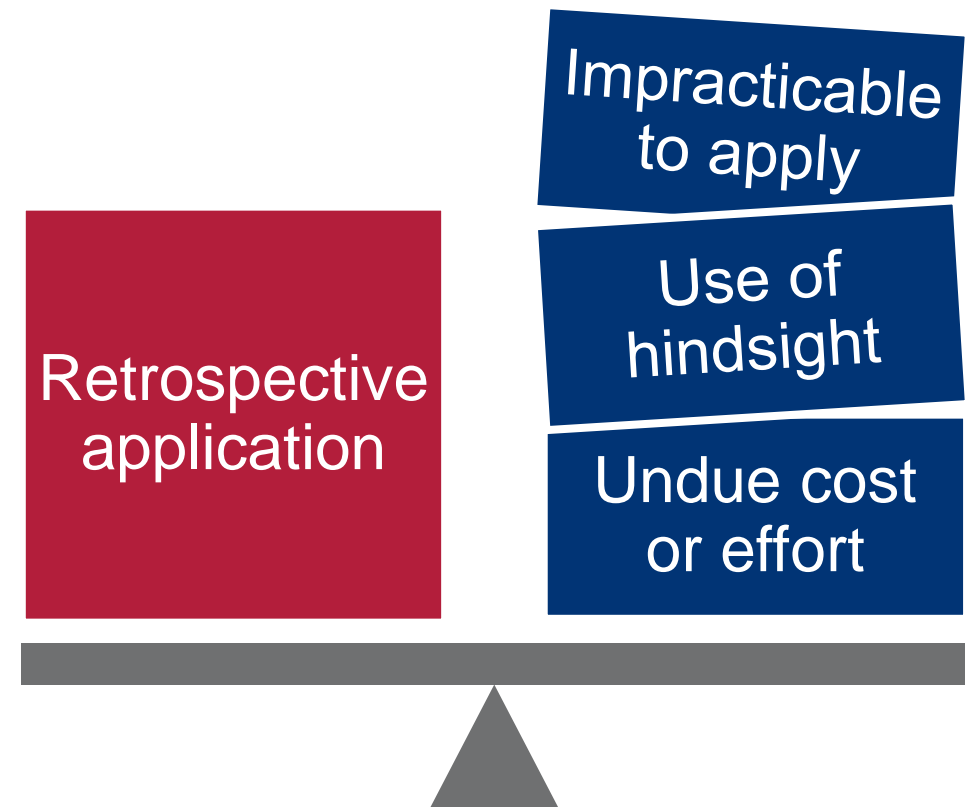 Retrospective
application
Impracticable
to apply
Use of
hindsight
Undue cost
or effort